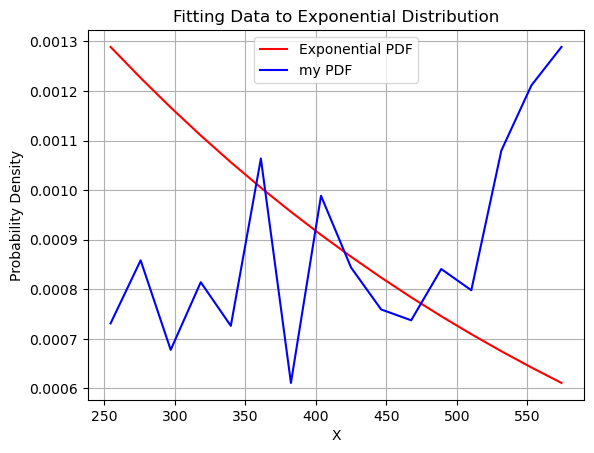 Fitting Data to Exponential Distribution
Exponential PDF
my PDF
Probability Density
0.0013
0.0012
0.0011
0.0010
0.0009
0.0008
0.0007
0.0006
250 300 350 400 450 500 550
X